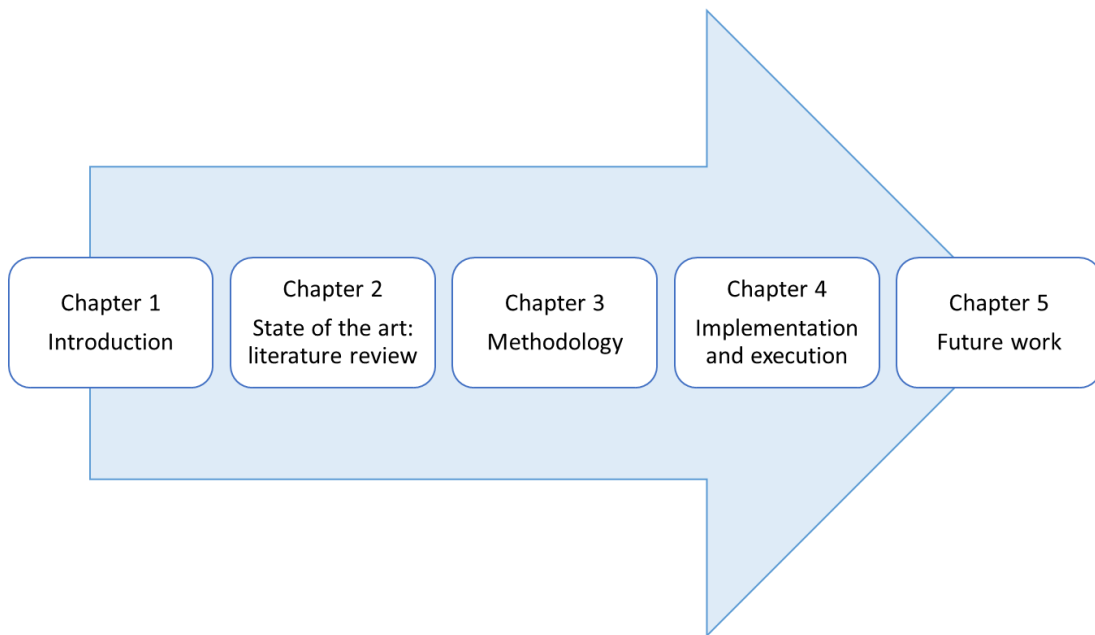 Chapter 1
Introduction
Chapter 2
State of the art:
literature review
Chapter 3
Methodology
Chapter 4
Implementation
and execution
Chapter 5
Future work